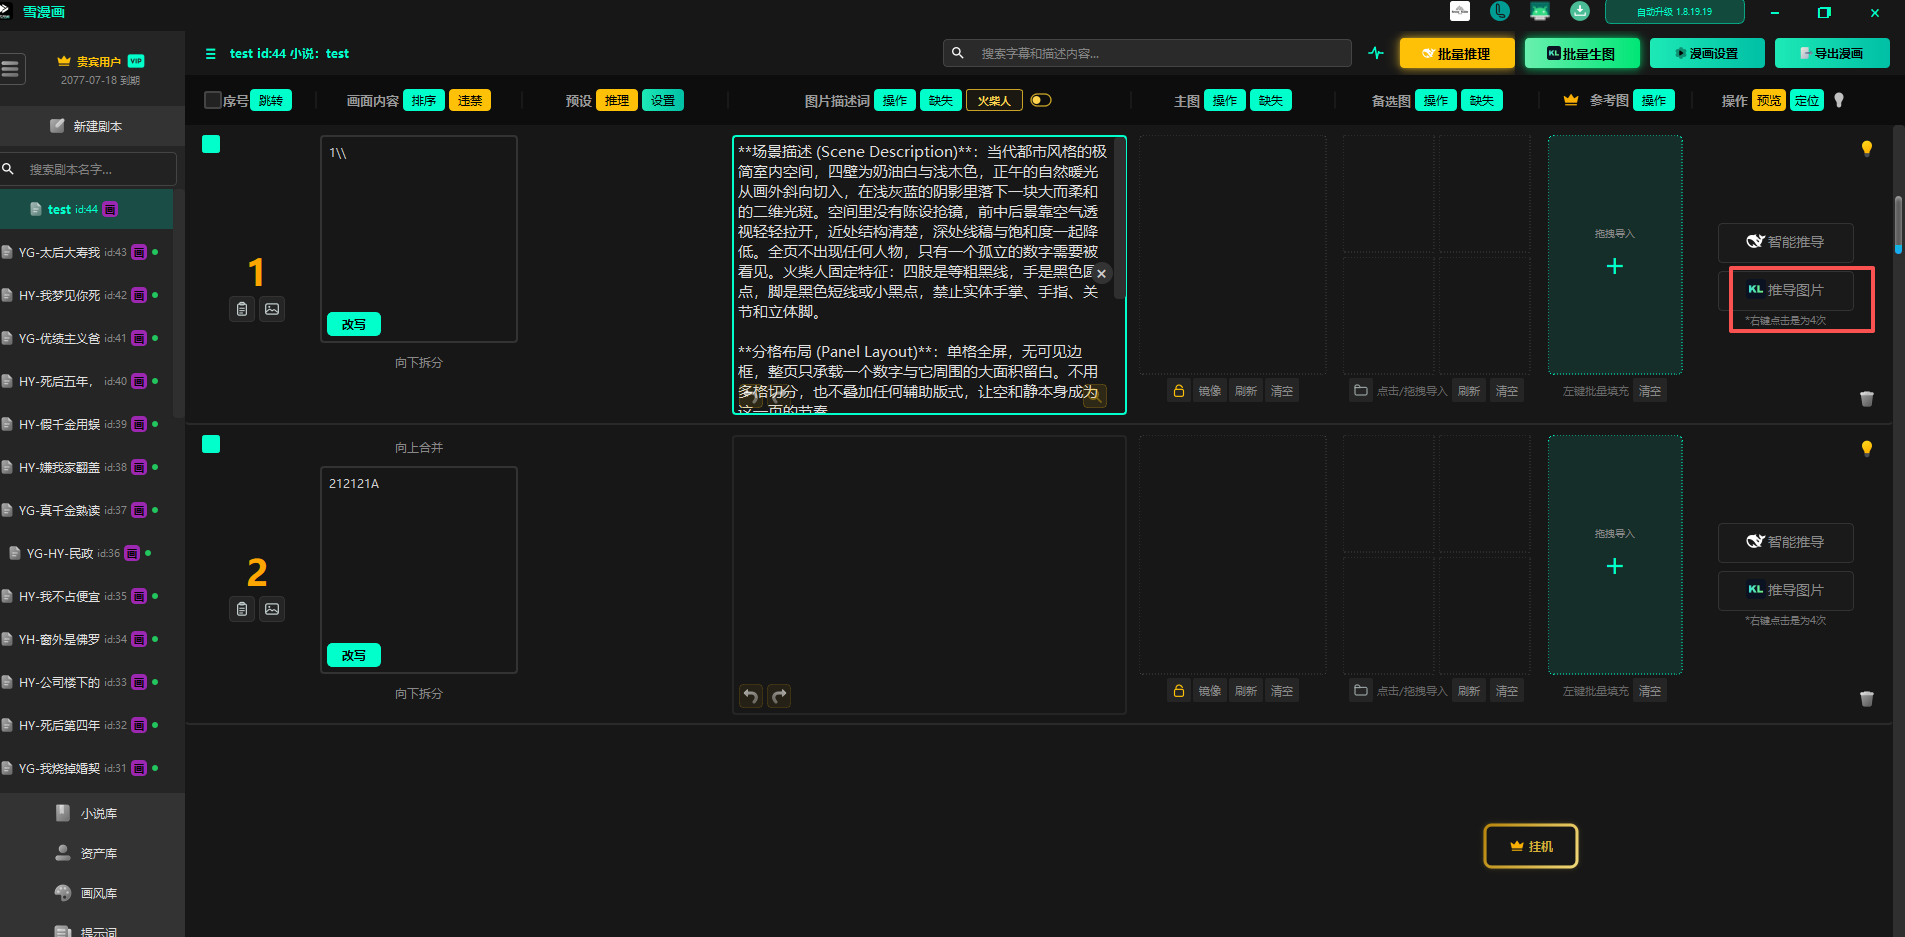 雪漫画
自动升级 1.8.19.19
贵宾用户 VIP
2077-07-18 到期
test id:44 小说：test
搜索字幕和描述内容...
批量推理
KL 批量生图
漫画设置
导出漫画
序号 跳转
画面内容 排序 违禁
预设 推理 设置
图片描述词 操作 缺失 火柴人
主图 操作 缺失
备选图 操作 缺失
参考图 操作
操作 预览 定位
新建剧本
搜索剧本名字...
test id:44 画
YG-太后大寿我 id:43 画
HY-我梦见你死 id:42 画
YG-优绩主义爸 id:41 画
HY-死后五年， id:40 画
YG-假千金用娱 id:39 画
HY-嫌我家翻盖 id:38 画
YG-真千金熟读 id:37 画
YG-HY-民政 id:36 画
HY-我不占便宜 id:35 画
YH-窗外是佛罗 id:34 画
HY-公司楼下的 id:33 画
HY-死后第四年 id:32 画
YG-我烧掉婚契 id:31 画
小说库
资产库
画风库
提示词
1
1\\
改写
向下拆分
**场景描述 (Scene Description)**：当代都市风格的极
简室内空间，四壁为奶油白与浅木色，正午的自然暖光
从画外斜向切入，在浅灰蓝的阴影里落下一块大而柔和
的二维光斑。空间里没有陈设抢镜，前中后景靠空气透
视轻轻拉开，近处结构清楚，深处线稿与饱和度一起降
低。全页不出现任何人物，只有一个孤立的数字需要被
看见。火柴人固定特征：四肢是等粗黑线，手是黑色圆
点，脚是黑色短线或小黑点，禁止实体手掌、手指、关
节和立体脚。
**分格布局 (Panel Layout)**：单格全屏，无可见边
框，整页只承载一个数字与它周围的大面积留白。不用
多格切分，也不叠加任何辅助版式，让空和静本身成为
这一页的节奏
镜像 刷新 清空
点击/拖拽导入 刷新 清空
拖拽导入
+
左键批量填充 清空
智能推导
KL 推导图片
*右键点击是为4次
2
向上合并
212121A
改写
向下拆分
镜像 刷新 清空
点击/拖拽导入 刷新 清空
拖拽导入
+
左键批量填充 清空
智能推导
KL 推导图片
*右键点击是为4次
挂机